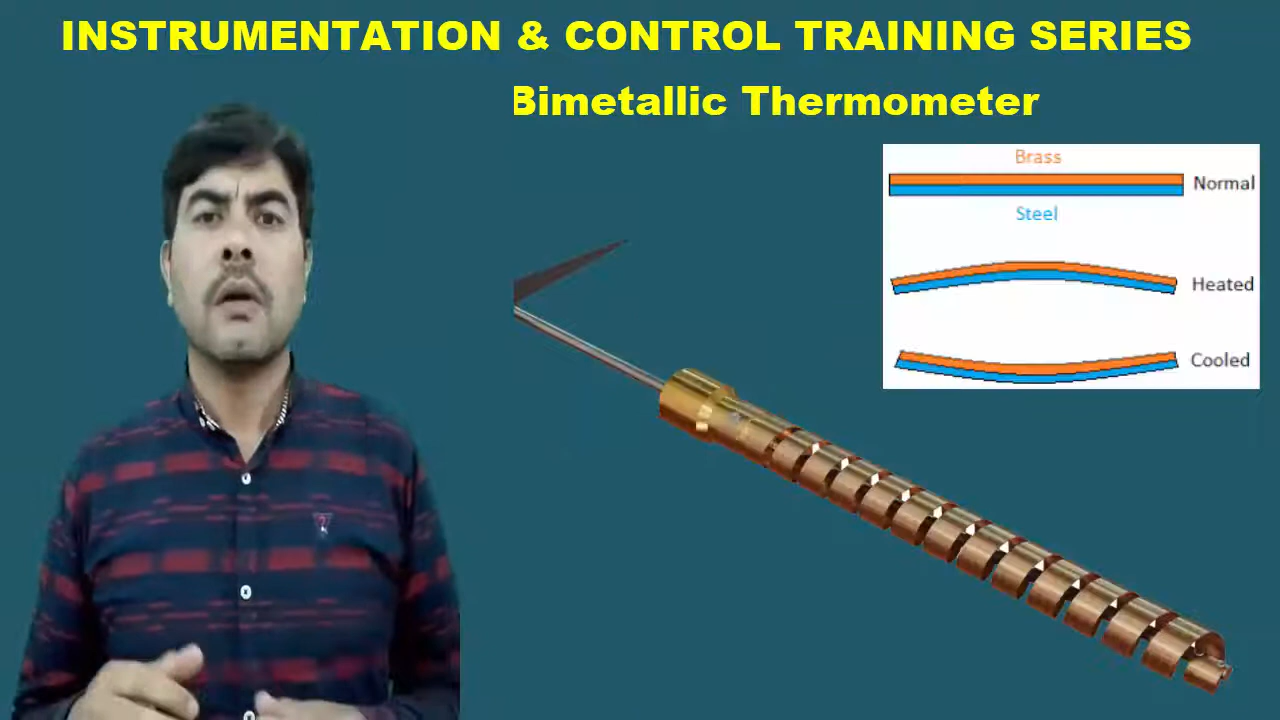 INSTRUMENTATION & CONTROL TRAINING SERIES
Bimetallic Thermometer
Brass
Normal
Steel
Heated
Cooled